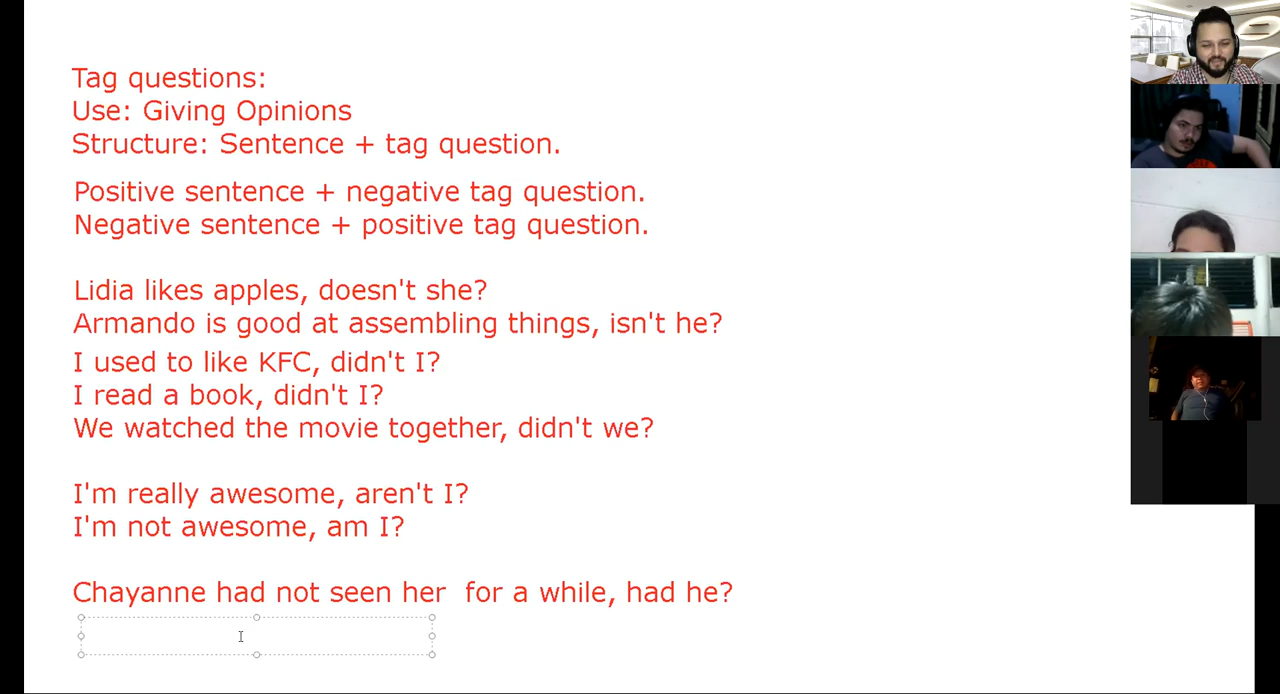 Tag questions:
Use: Giving Opinions
Structure: Sentence + tag question.
Positive sentence + negative tag question.
Negative sentence + positive tag question.
Lidia likes apples, doesn't she?
Armando is good at assembling things, isn't he?
I used to like KFC, didn't I?
I read a book, didn't I?
We watched the movie together, didn't we?
I'm really awesome, aren't I?
I'm not awesome, am I?
Chayanne had not seen her  for a while, had he?